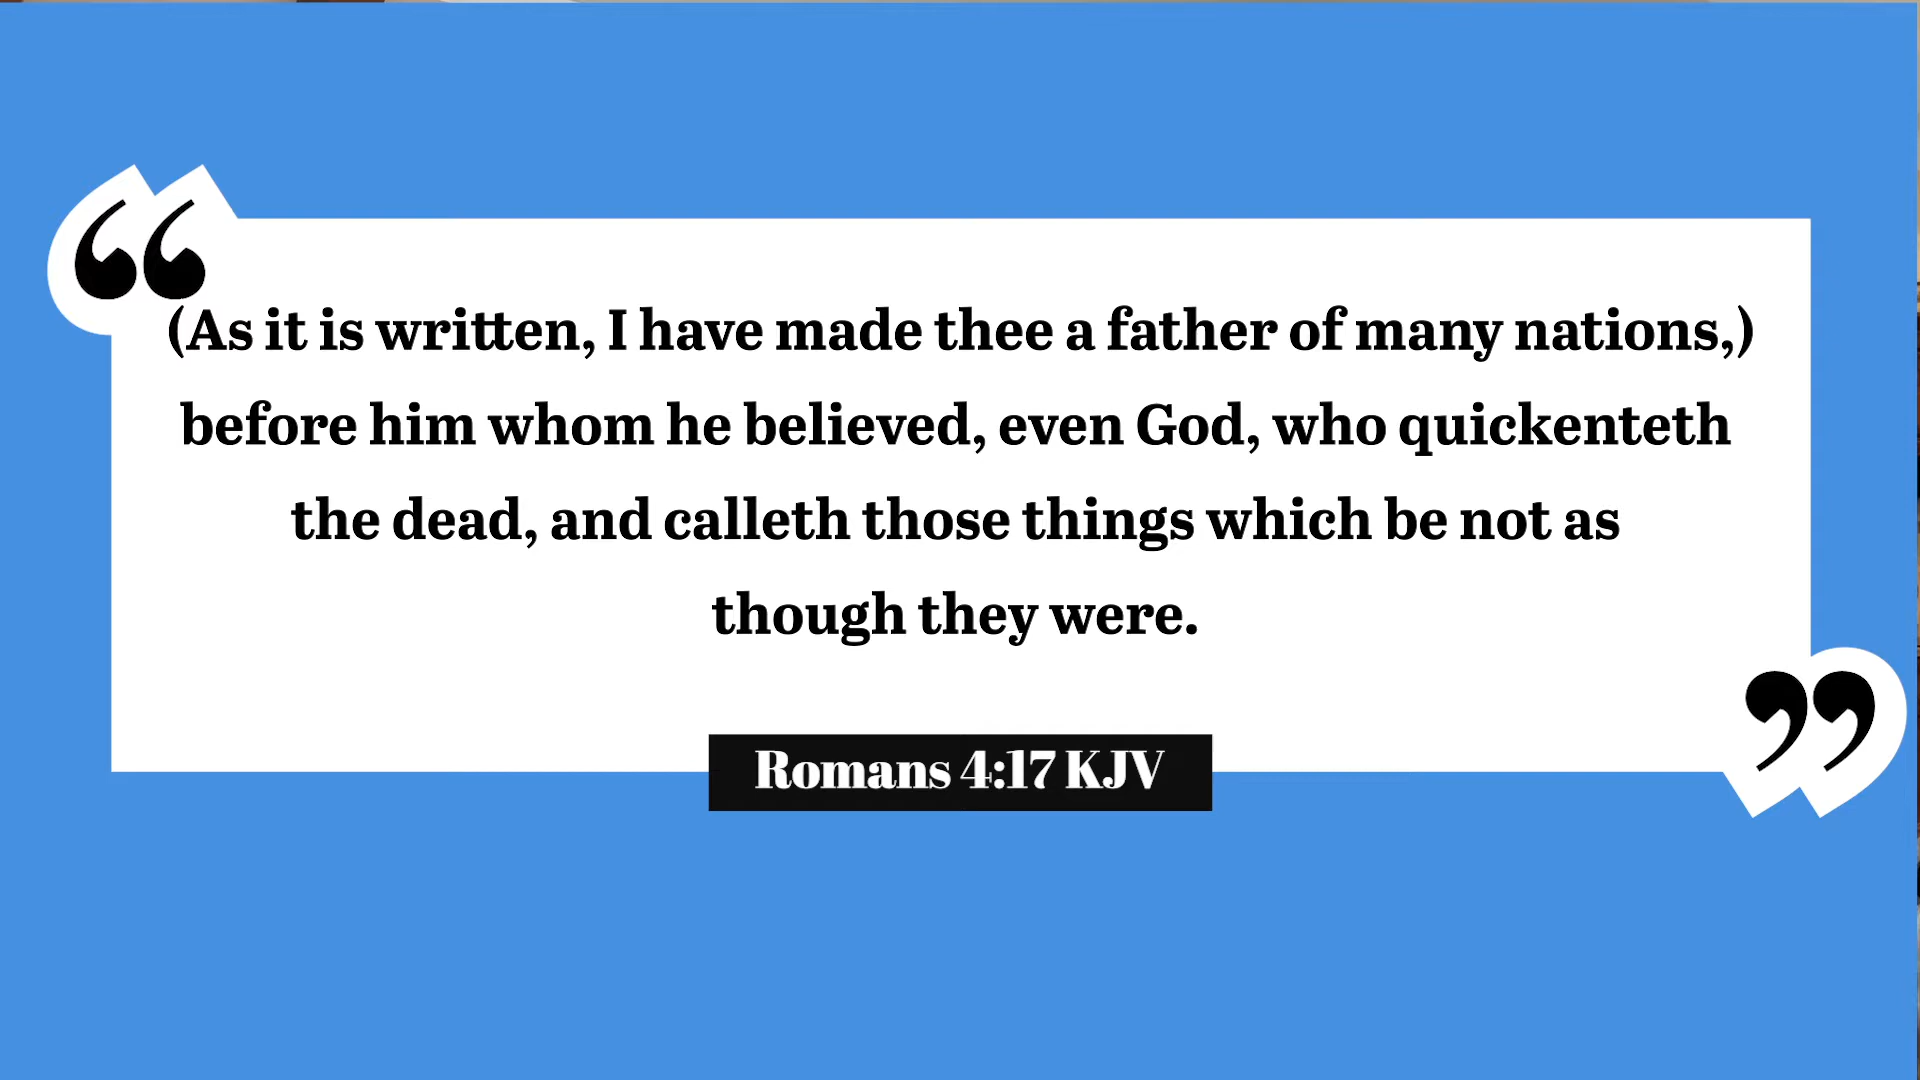 (As it is written, I have made thee a father of many nations,)
before him whom he believed, even God, who quickenteth
the dead, and calleth those things which be not as
though they were.
Romans 4:17 KJV